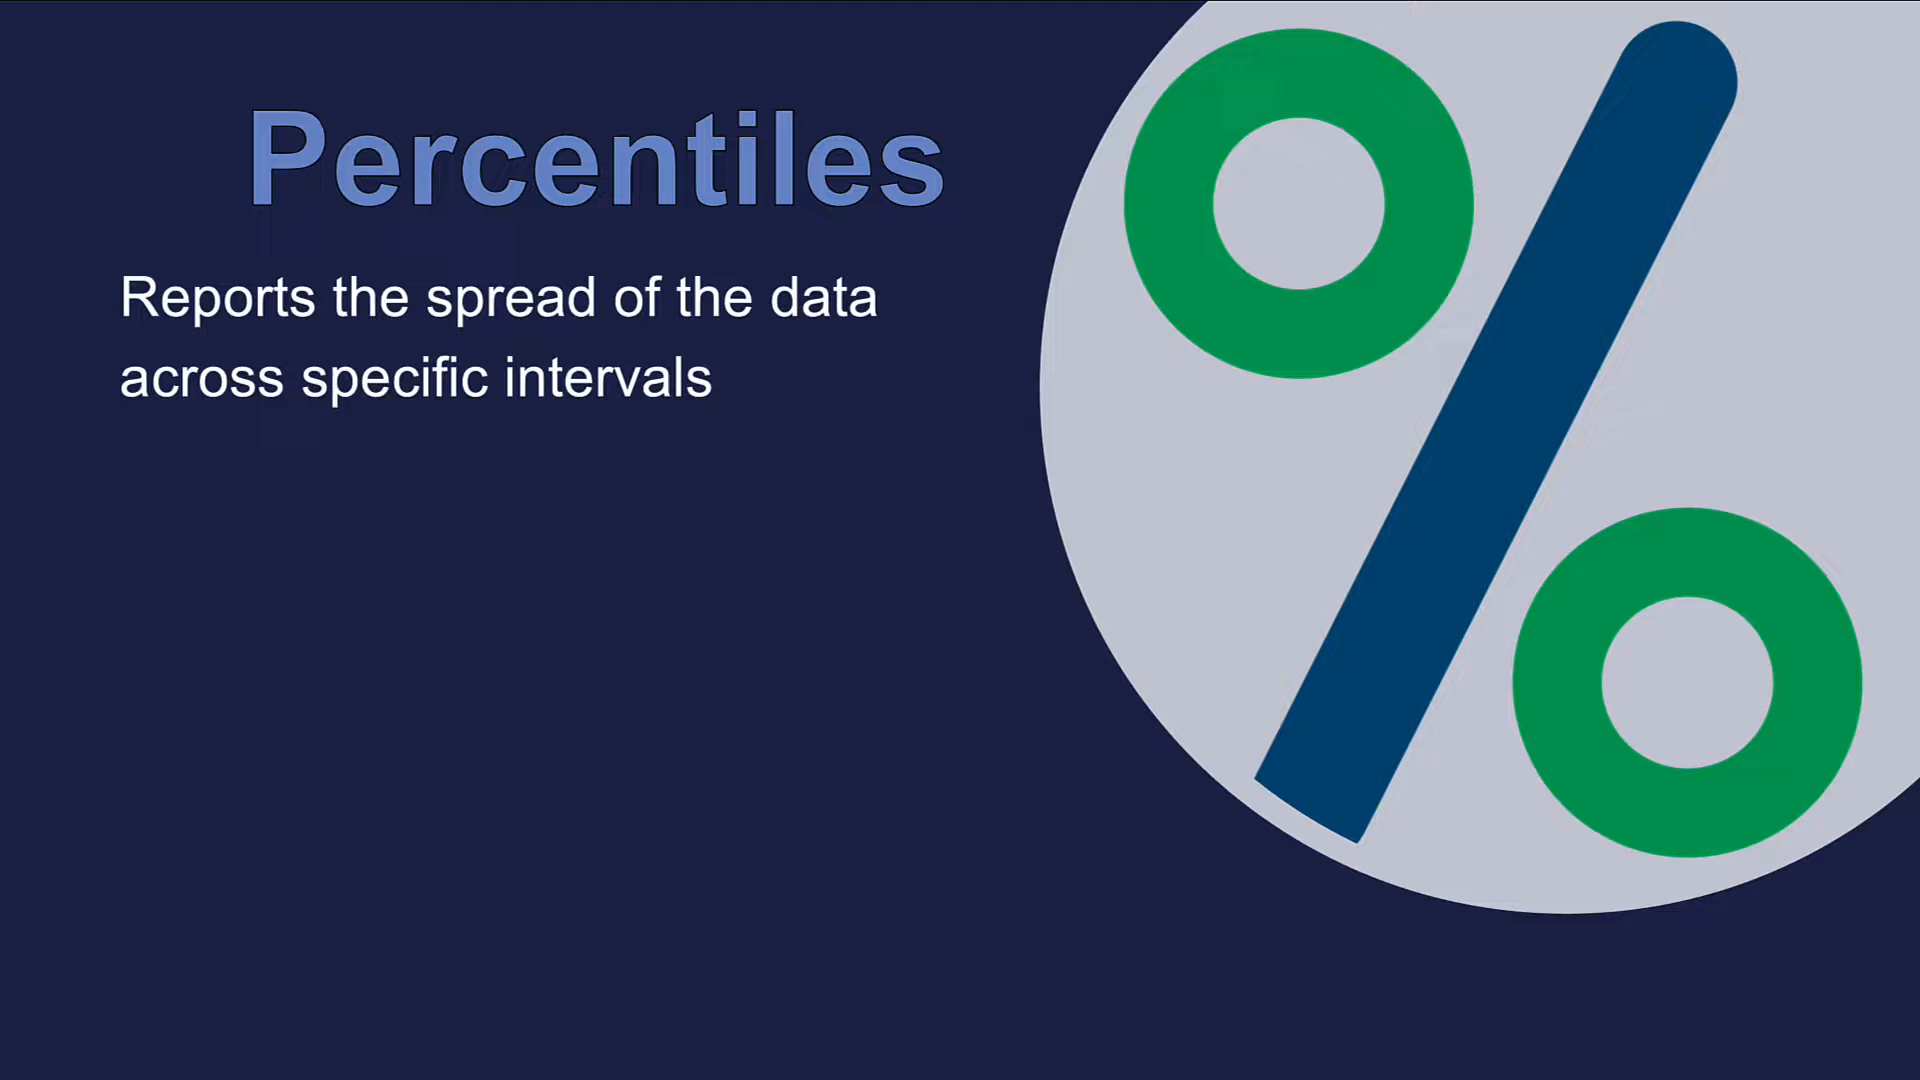 Percentiles
Reports the spread of the data
across specific intervals
%